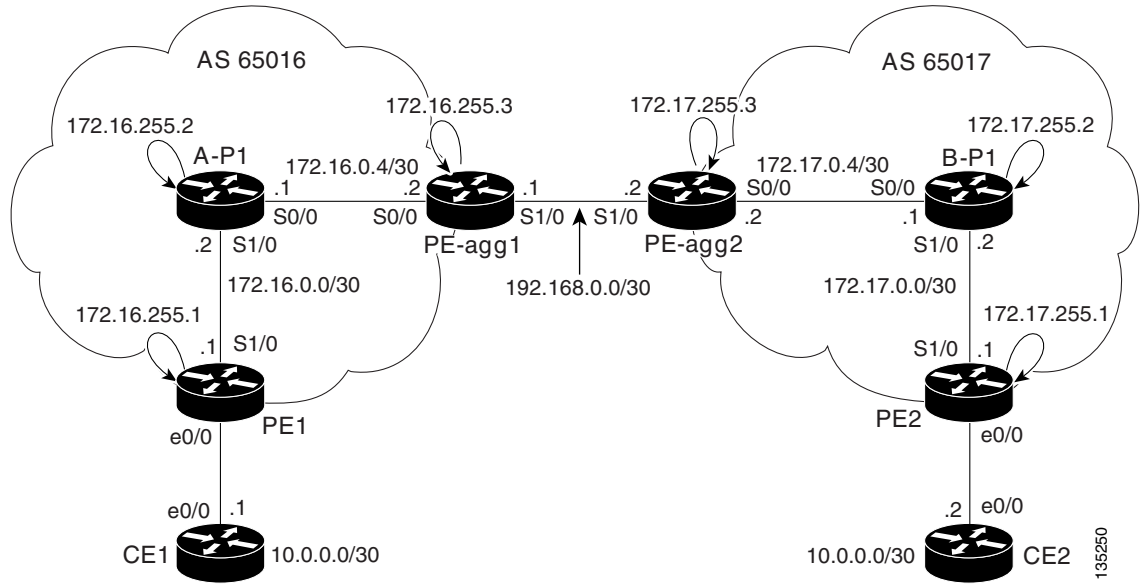 AS 65016
AS 65017
172.16.255.3
172.17.255.3
172.16.255.2
172.17.255.2
A-P1
172.16.0.4/30
172.17.0.4/30
B-P1
.1
.2
.1
.2
S0/0
S0/0
S0/0
S0/0
S1/0
S1/0
.2
.1
.2
S1/0
PE-agg1
PE-agg2
S1/0
.2
172.16.0.0/30
192.168.0.0/30
172.17.0.0/30
172.16.255.1
172.17.255.1
.1
S1/0
S1/0
.1
PE1
PE2
e0/0
e0/0
e0/0
.1
.2
e0/0
CE1
10.0.0.0/30
10.0.0.0/30
CE2
135250